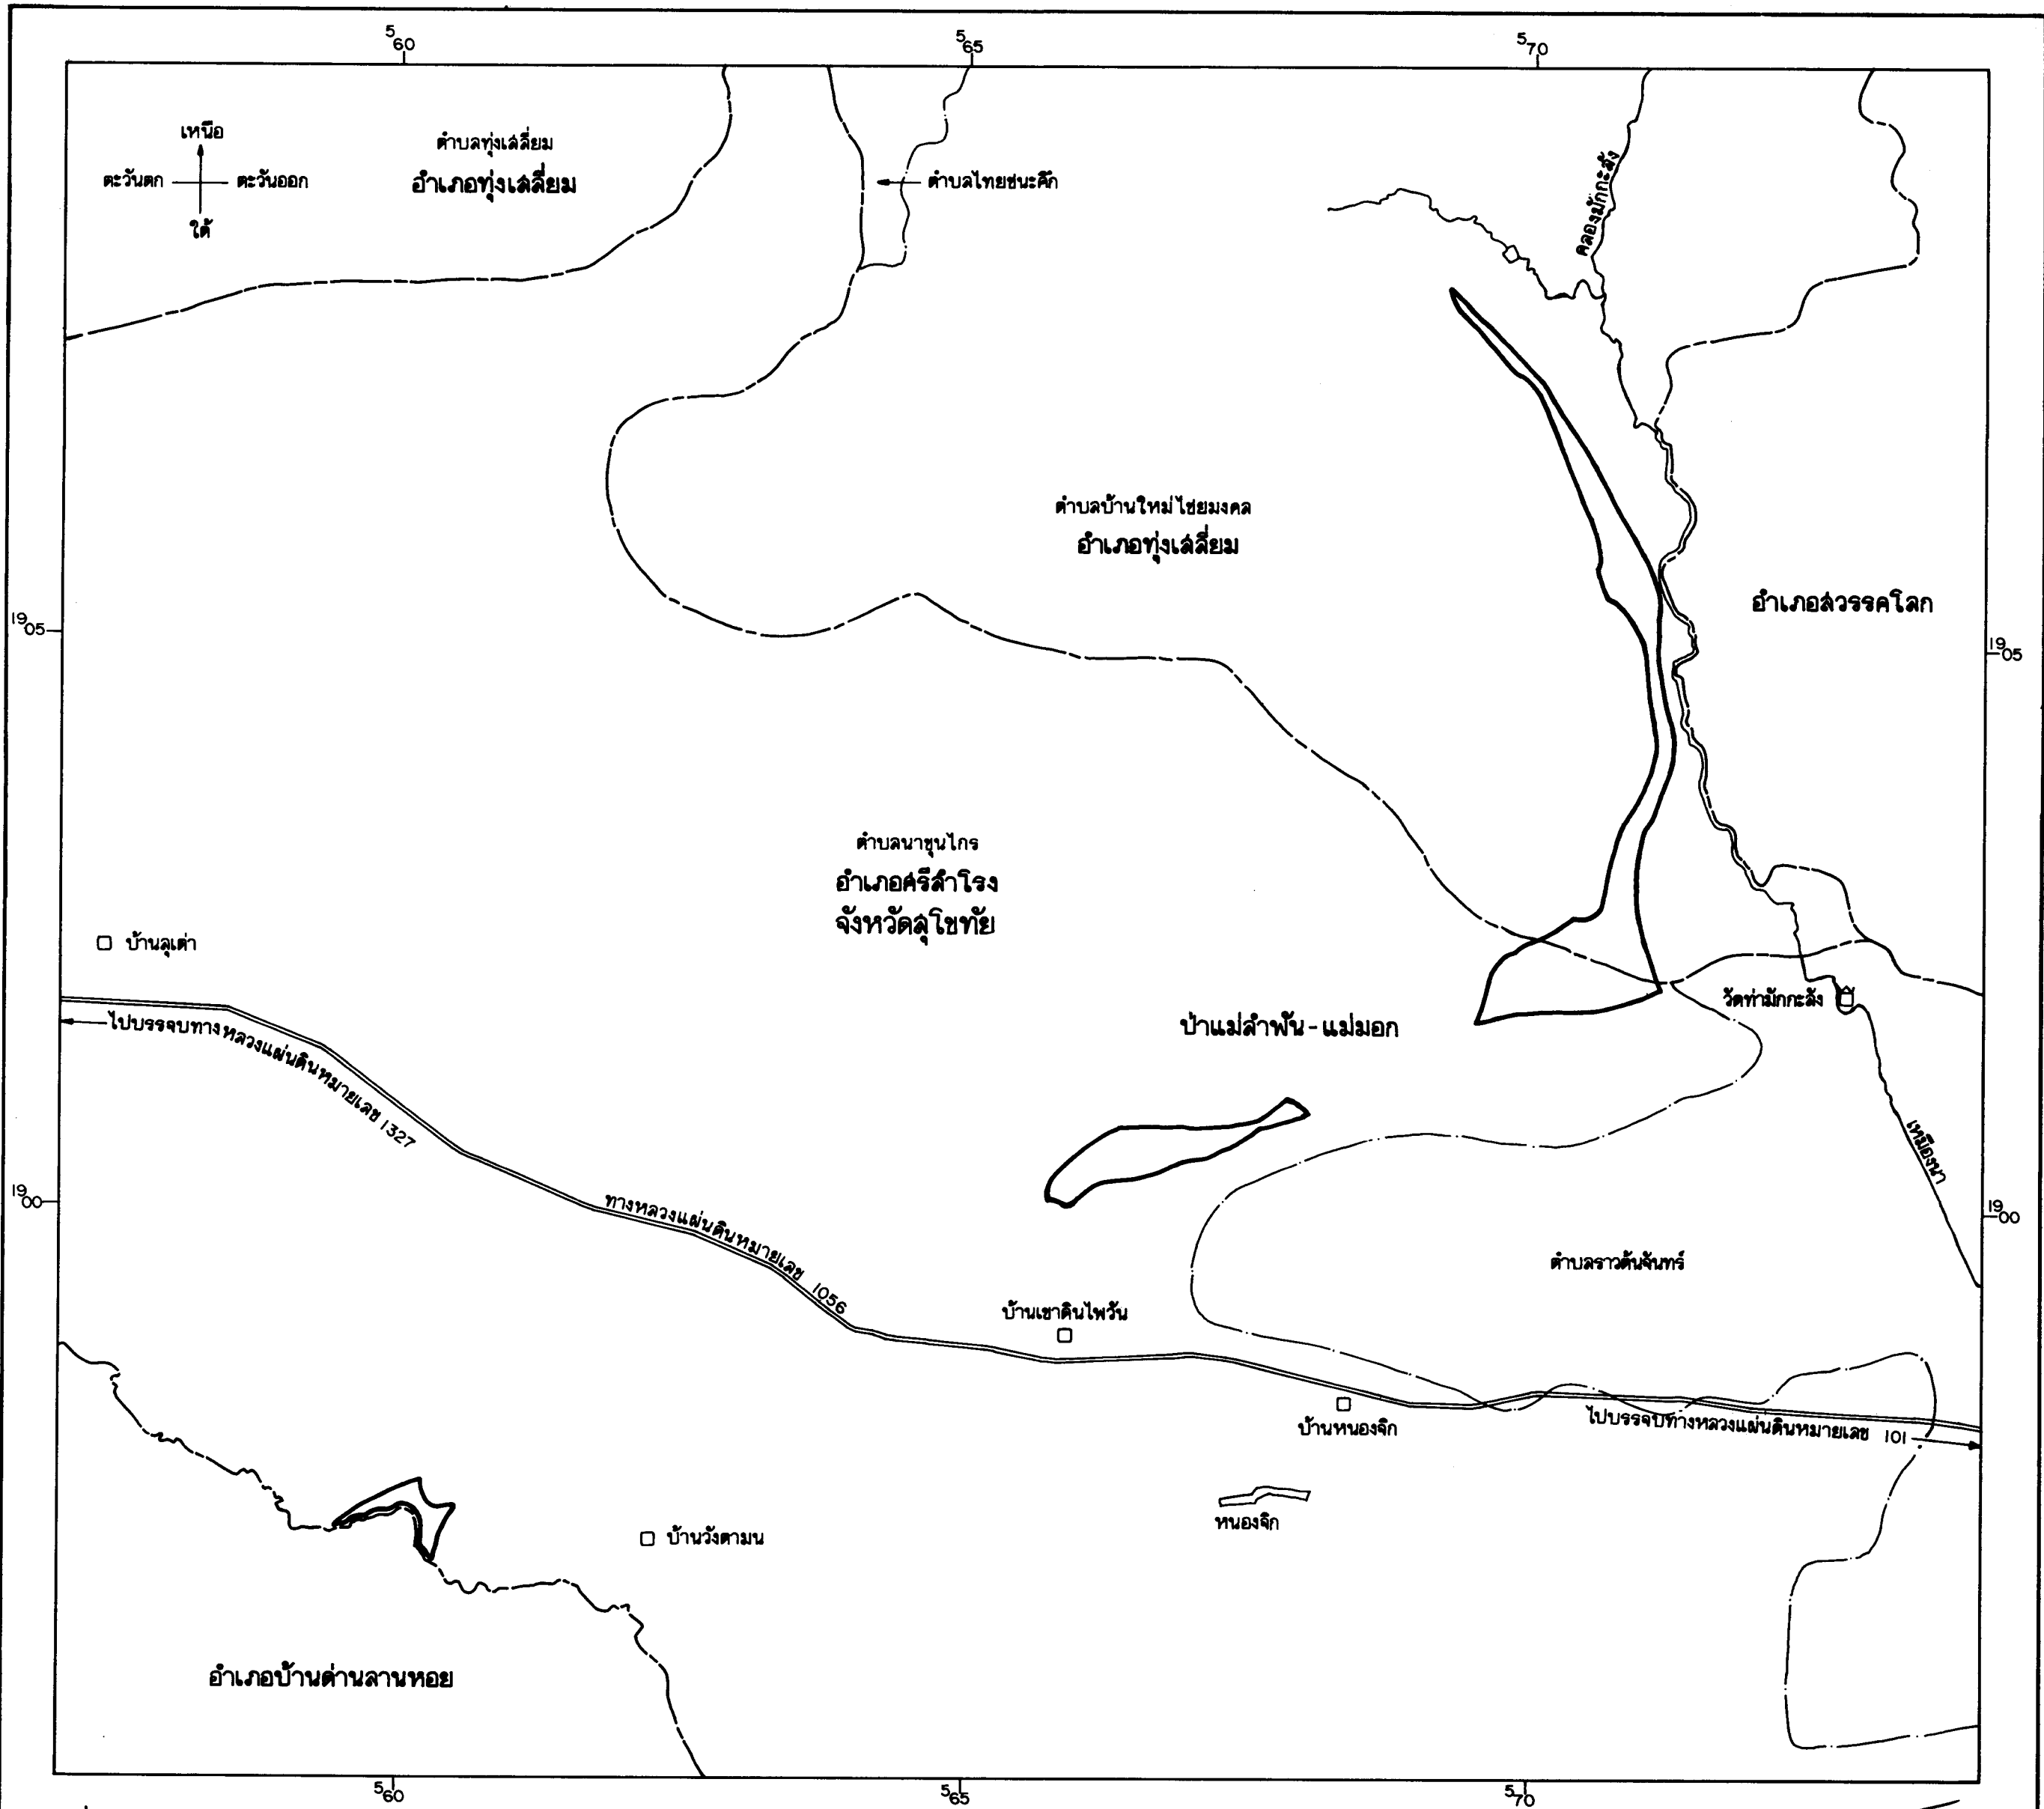 560
565
570
เหนือ
ตะวันตก
ตะวันออก
ใต้
ตำบลทุ่งเสลี่ยม
อำเภอทุ่งเสลี่ยม
ตำบลไทยชนะศึก
คลองมักกะสัง
ตำบลบ้านใหม่ไชยมงคล
อำเภอทุ่งเสลี่ยม
อำเภอสวรรคโลก
1905
1905
ตำบลนาขุนไกร
อำเภอศรีสำโรง
จังหวัดสุโขทัย
บ้านลุเต่า
วัดท่ามักกะสัง
ป่าแม่ลำพัน-แม่มอก
ไปบรรจบทางหลวงแผ่นดินหมายเลข 1327
เหมืองนา
1900
1900
ทางหลวงแผ่นดินหมายเลข 1056
ตำบลราวต้นจันทร์
บ้านเขาดินไพวัน
บ้านหนองจิก
ไปบรรจบทางหลวงแผ่นดินหมายเลข 101
หนองจิก
บ้านวังตามน
อำเภอบ้านด่านลานหอย
560
565
570